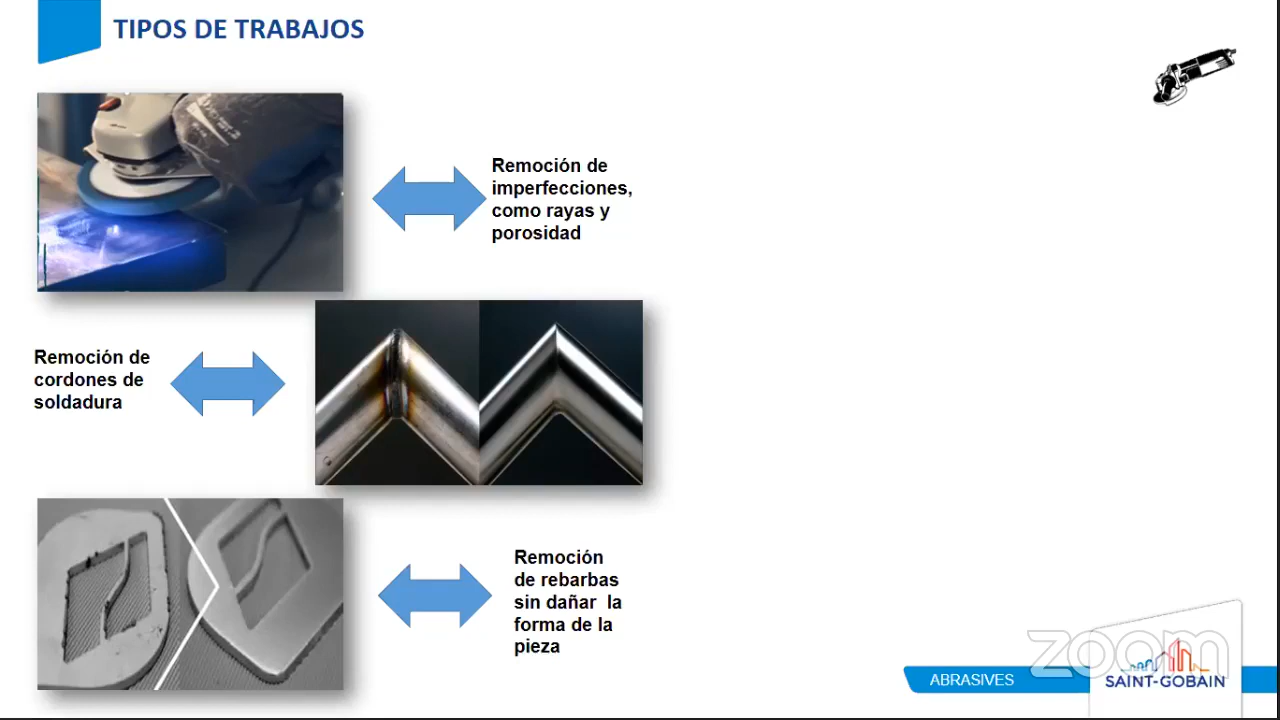 TIPOS DE TRABAJOS
Remoción de
imperfecciones,
como rayas y
porosidad
Remoción de
cordones de
soldadura
Remoción
de rebarbas
sin dañar  la
forma de la
pieza
zoom
ABRASIVES
SAINT-GOBAIN